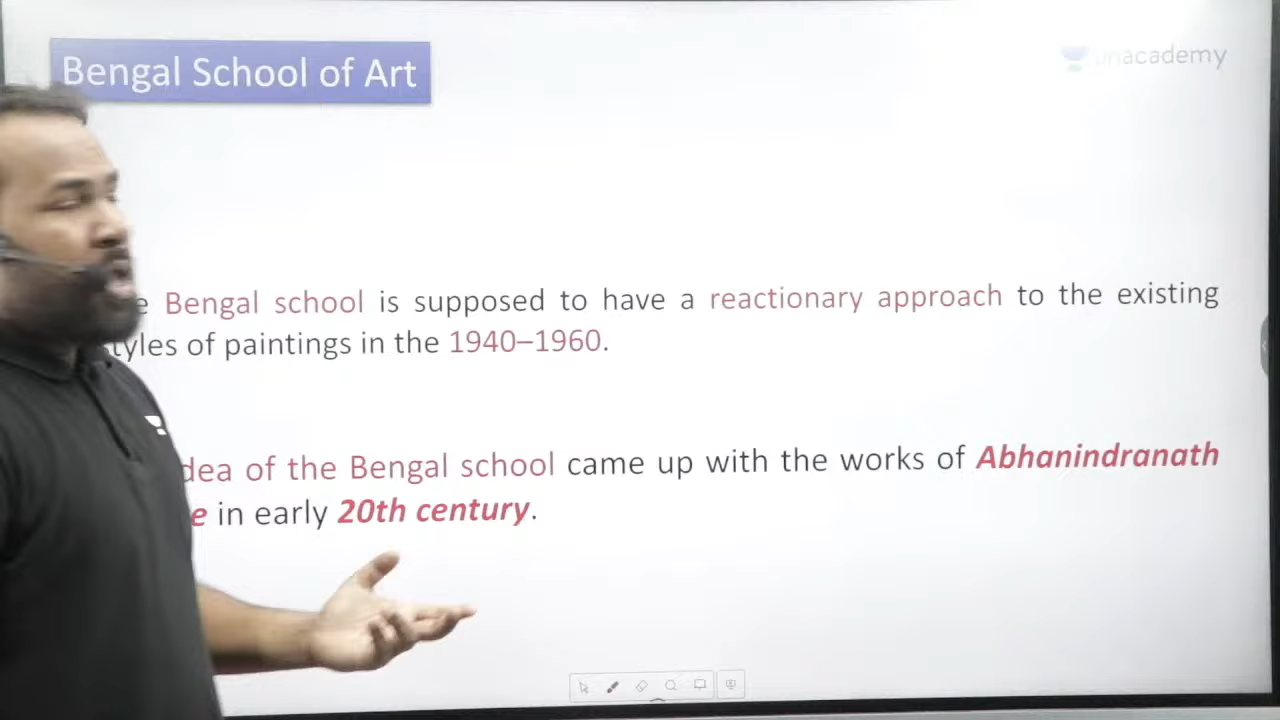 Bengal School of Art
unacademy
Bengal school is supposed to have a reactionary approach to the existing
tyles of paintings in the 1940–1960.
dea of the Bengal school came up with the works of Abhanindranath
e in early 20th century.